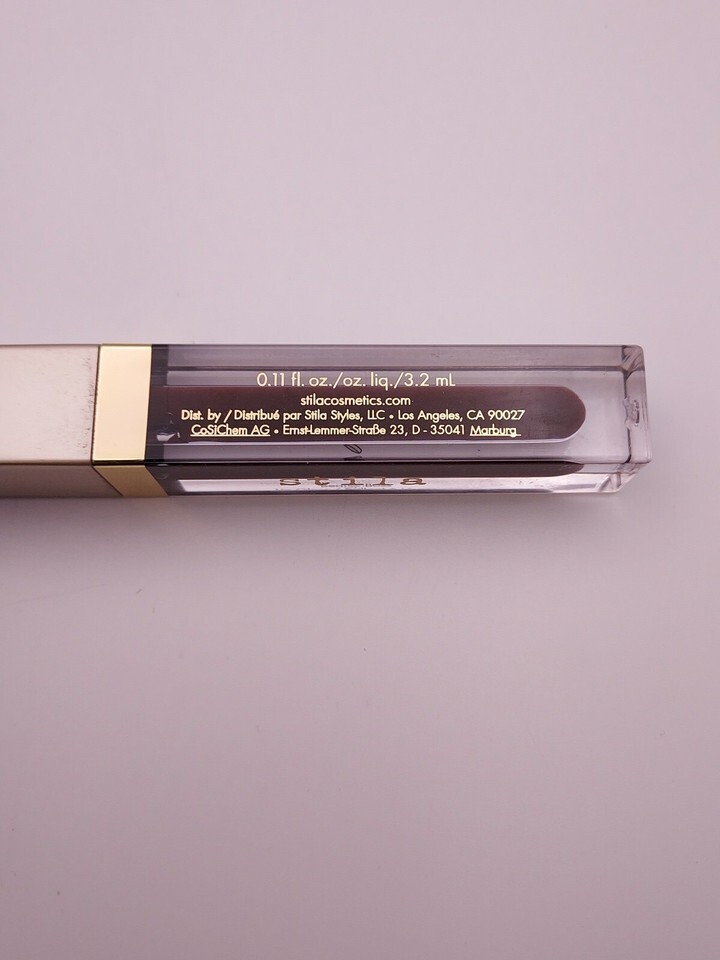 0.11 fl. oz./oz. liq./3.2 mL
stilacosmetics.com
Dist. by / Distribué par Stila Styles, LLC • Los Angeles, CA 90027
CoSiChem AG • Ernst-Lemmer-Straße 23, D - 35041 Marburg
stila